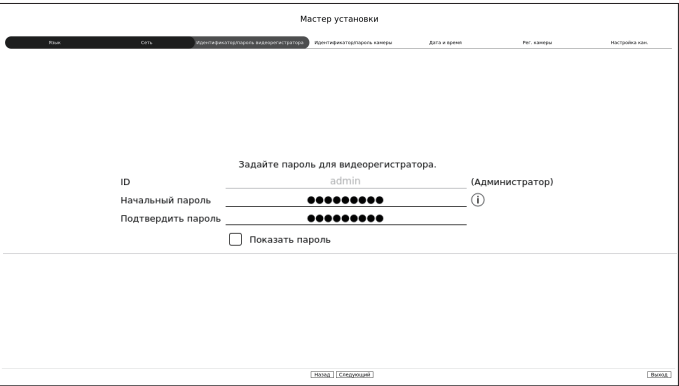 Мастер установки
Язык Сеть Идентификатор/пароль видеорегистратора Идентификатор/пароль камеры Дата и время Рег. камеры Настройка кан.
Задайте пароль для видеорегистратора.
ID admin (Администратор)
Начальный пароль ●●●●●●●●● i
Подтвердить пароль ●●●●●●●●●
Показать пароль
Назад Следующий Выход